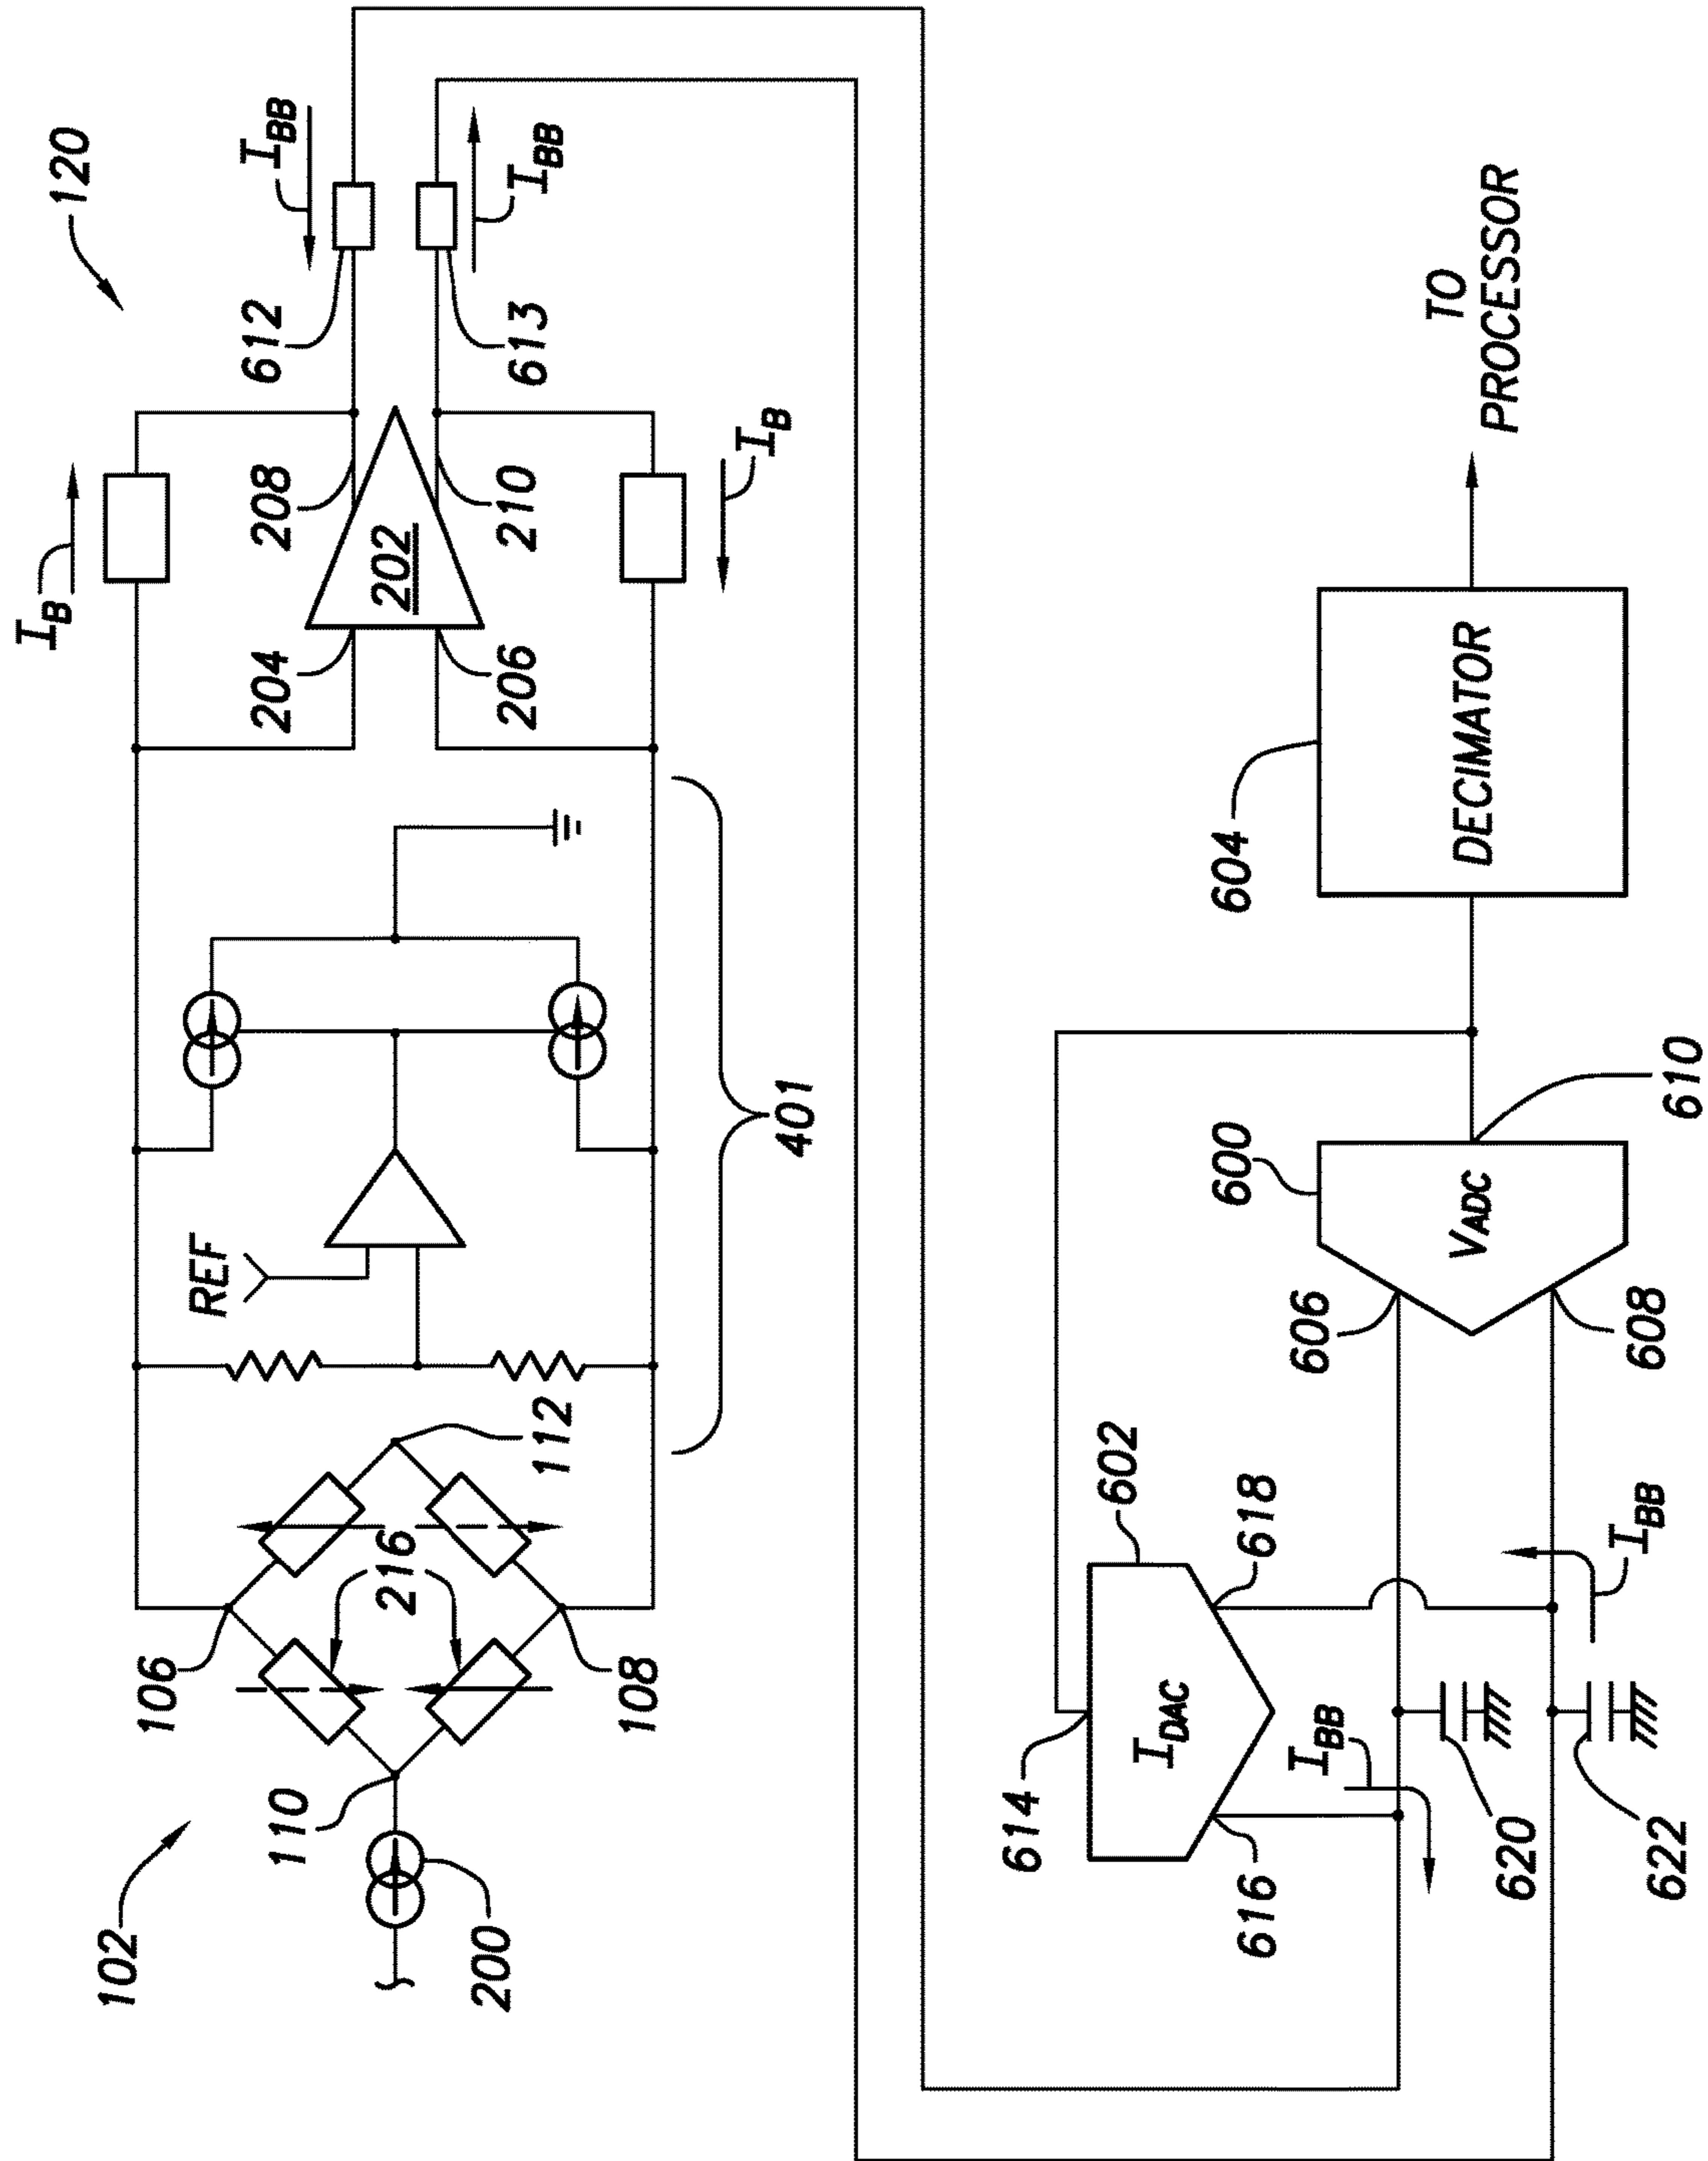 120
102
I_B
I_BB
612
208
204
202
206
210
613
I_BB
I_B
REF
401
106
216
112
110
108
200
TO
PROCESSOR
604
DECIMATOR
600
V_ADC
610
606
608
602
614
I_DAC
618
616
I_BB
I_BB
620
622